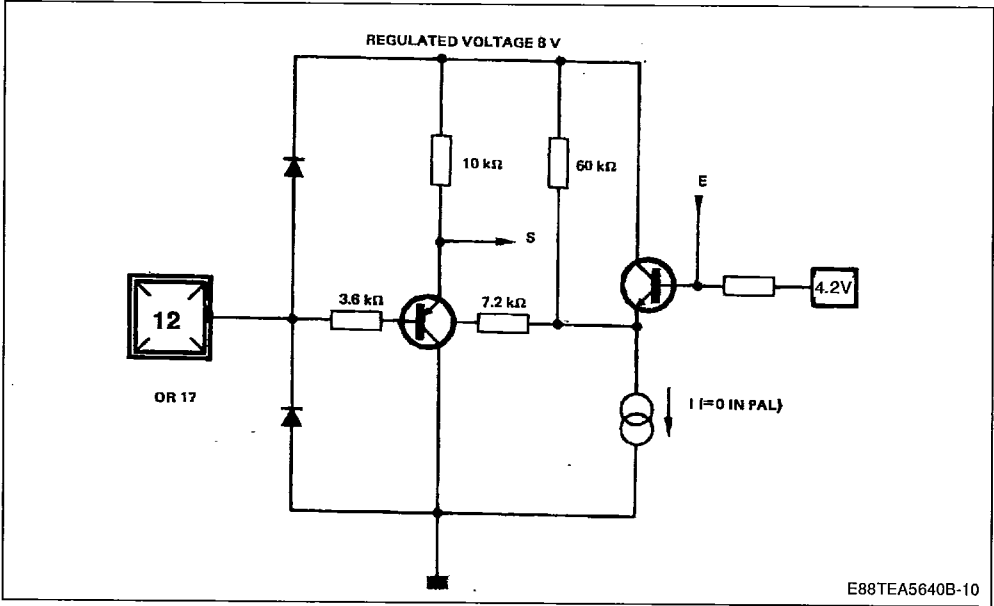 REGULATED VOLTAGE 8 V
10 kΩ
60 kΩ
E
S
4.2V
3.6 kΩ
7.2 kΩ
12
OR 17
I (=0 IN PAL)
E88TEA5640B-10